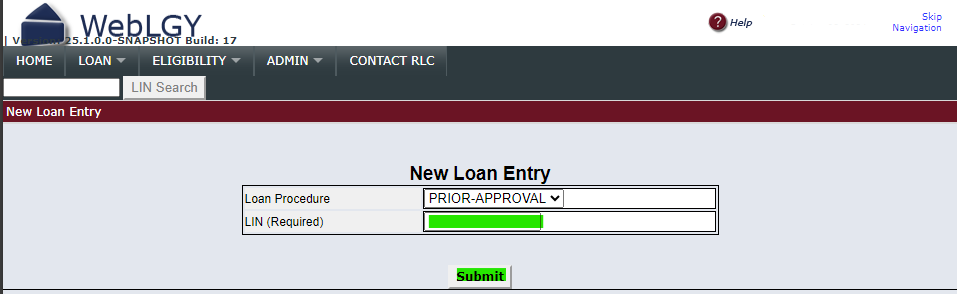 WebLGY
Help
Skip Navigation
| Version: 25.1.0.0-SNAPSHOT Build: 17
HOME LOAN ELIGIBILITY ADMIN CONTACT RLC
LIN Search
New Loan Entry
New Loan Entry
Loan Procedure PRIOR-APPROVAL
LIN (Required)
Submit